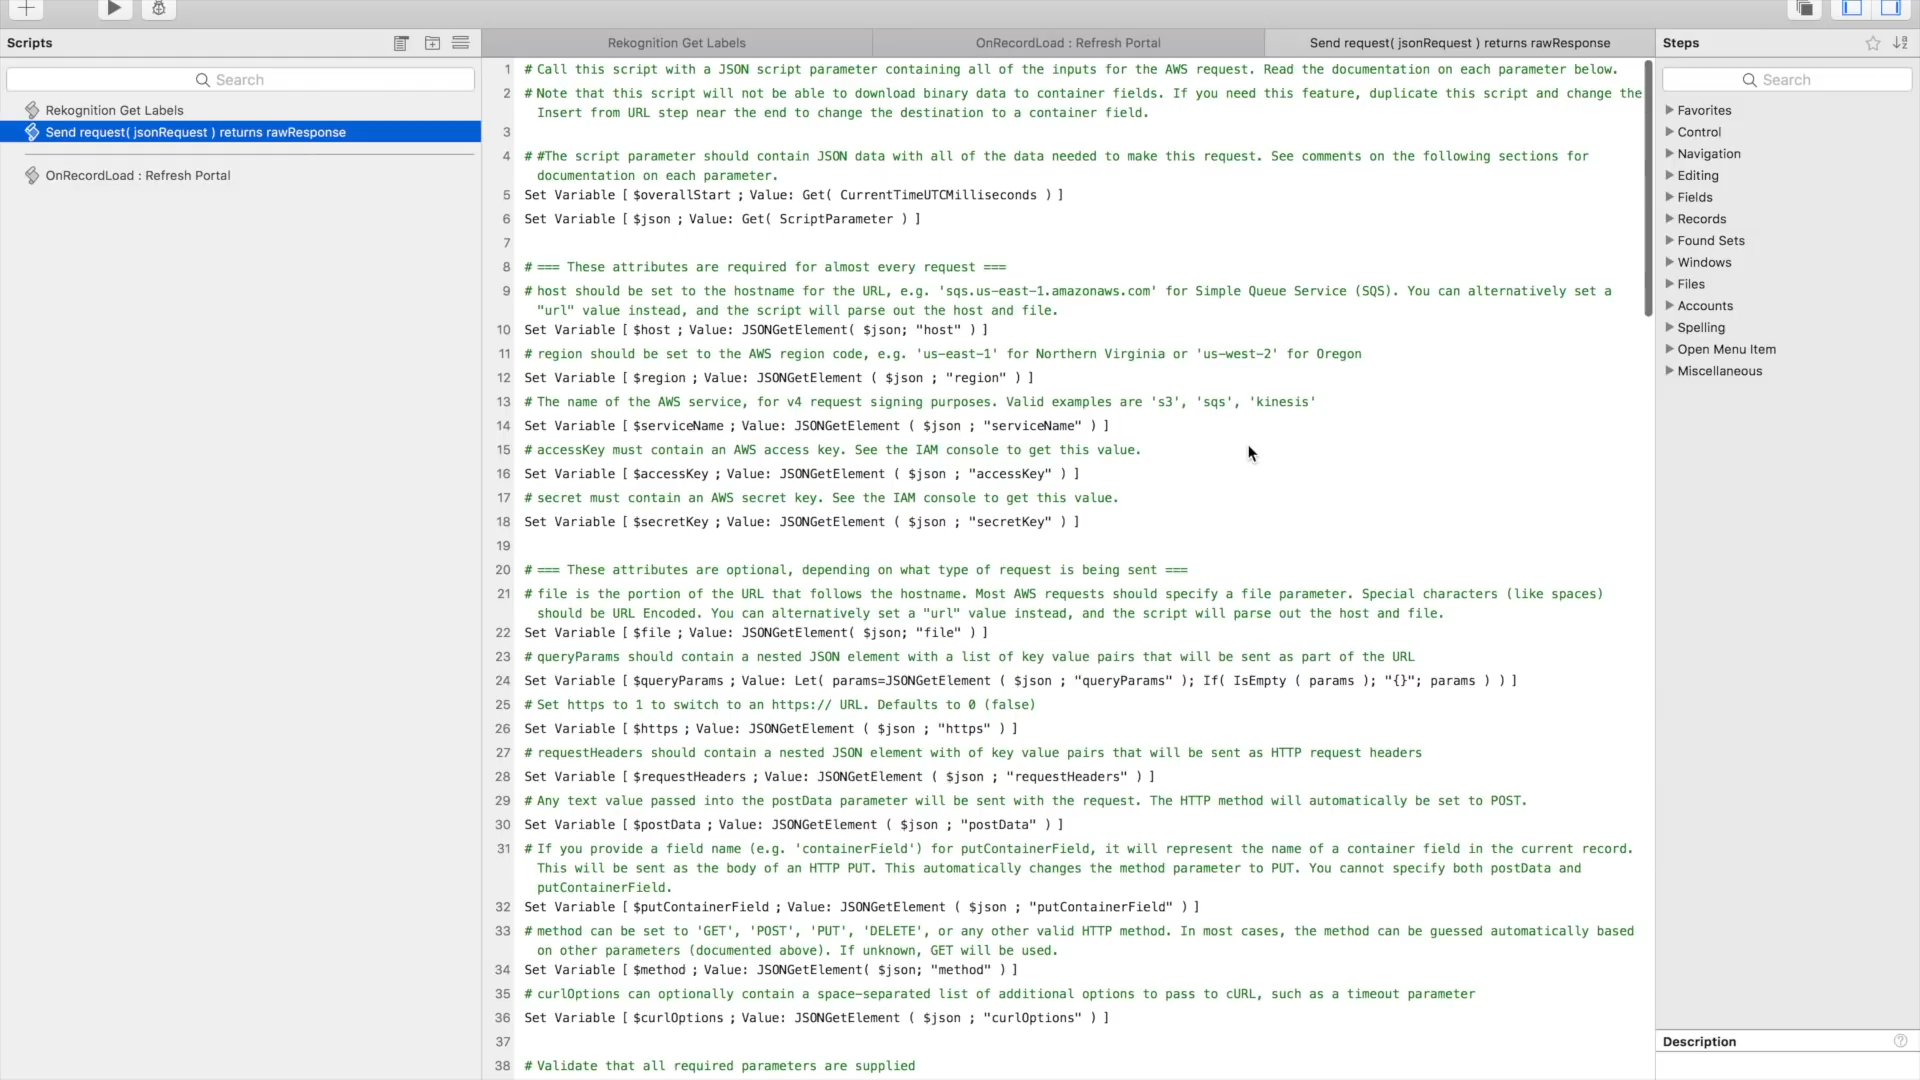 Scripts
Search
Rekognition Get Labels
Send request( jsonRequest ) returns rawResponse
OnRecordLoad : Refresh Portal
Rekognition Get Labels
OnRecordLoad : Refresh Portal
Send request( jsonRequest ) returns rawResponse
1 # Call this script with a JSON script parameter containing all of the inputs for the AWS request. Read the documentation on each parameter below.
2 # Note that this script will not be able to download binary data to container fields. If you need this feature, duplicate this script and change the
Insert from URL step near the end to change the destination to a container field.
3
4 # #The script parameter should contain JSON data with all of the data needed to make this request. See comments on the following sections for
documentation on each parameter.
5 Set Variable [ $overallStart ; Value: Get( CurrentTimeUTCMilliseconds ) ]
6 Set Variable [ $json ; Value: Get( ScriptParameter ) ]
7
8 # === These attributes are required for almost every request ===
9 # host should be set to the hostname for the URL, e.g. 'sqs.us-east-1.amazonaws.com' for Simple Queue Service (SQS). You can alternatively set a
"url" value instead, and the script will parse out the host and file.
10 Set Variable [ $host ; Value: JSONGetElement( $json; "host" ) ]
11 # region should be set to the AWS region code, e.g. 'us-east-1' for Northern Virginia or 'us-west-2' for Oregon
12 Set Variable [ $region ; Value: JSONGetElement ( $json ; "region" ) ]
13 # The name of the AWS service, for v4 request signing purposes. Valid examples are 's3', 'sqs', 'kinesis'
14 Set Variable [ $serviceName ; Value: JSONGetElement ( $json ; "serviceName" ) ]
15 # accessKey must contain an AWS access key. See the IAM console to get this value.
16 Set Variable [ $accessKey ; Value: JSONGetElement ( $json ; "accessKey" ) ]
17 # secret must contain an AWS secret key. See the IAM console to get this value.
18 Set Variable [ $secretKey ; Value: JSONGetElement ( $json ; "secretKey" ) ]
19
20 # === These attributes are optional, depending on what type of request is being sent ===
21 # file is the portion of the URL that follows the hostname. Most AWS requests should specify a file parameter. Special characters (like spaces)
should be URL Encoded. You can alternatively set a "url" value instead, and the script will parse out the host and file.
22 Set Variable [ $file ; Value: JSONGetElement( $json; "file" ) ]
23 # queryParams should contain a nested JSON element with a list of key value pairs that will be sent as part of the URL
24 Set Variable [ $queryParams ; Value: Let( params=JSONGetElement ( $json ; "queryParams" ); If( IsEmpty ( params ); "{}"; params ) ) ]
25 # Set https to 1 to switch to an https:// URL. Defaults to 0 (false)
26 Set Variable [ $https ; Value: JSONGetElement ( $json ; "https" ) ]
27 # requestHeaders should contain a nested JSON element with of key value pairs that will be sent as HTTP request headers
28 Set Variable [ $requestHeaders ; Value: JSONGetElement ( $json ; "requestHeaders" ) ]
29 # Any text value passed into the postData parameter will be sent with the request. The HTTP method will automatically be set to POST.
30 Set Variable [ $postData ; Value: JSONGetElement ( $json ; "postData" ) ]
31 # If you provide a field name (e.g. 'containerField') for putContainerField, it will represent the name of a container field in the current record.
This will be sent as the body of an HTTP PUT. This automatically changes the method parameter to PUT. You cannot specify both postData and
putContainerField.
32 Set Variable [ $putContainerField ; Value: JSONGetElement ( $json ; "putContainerField" ) ]
33 # method can be set to 'GET', 'POST', 'PUT', 'DELETE', or any other valid HTTP method. In most cases, the method can be guessed automatically based
on other parameters (documented above). If unknown, GET will be used.
34 Set Variable [ $method ; Value: JSONGetElement( $json; "method" ) ]
35 # curlOptions can optionally contain a space-separated list of additional options to pass to cURL, such as a timeout parameter
36 Set Variable [ $curlOptions ; Value: JSONGetElement ( $json ; "curlOptions" ) ]
37
38 # Validate that all required parameters are supplied
Steps
Search
Favorites
Control
Navigation
Editing
Fields
Records
Found Sets
Windows
Files
Accounts
Spelling
Open Menu Item
Miscellaneous
Description